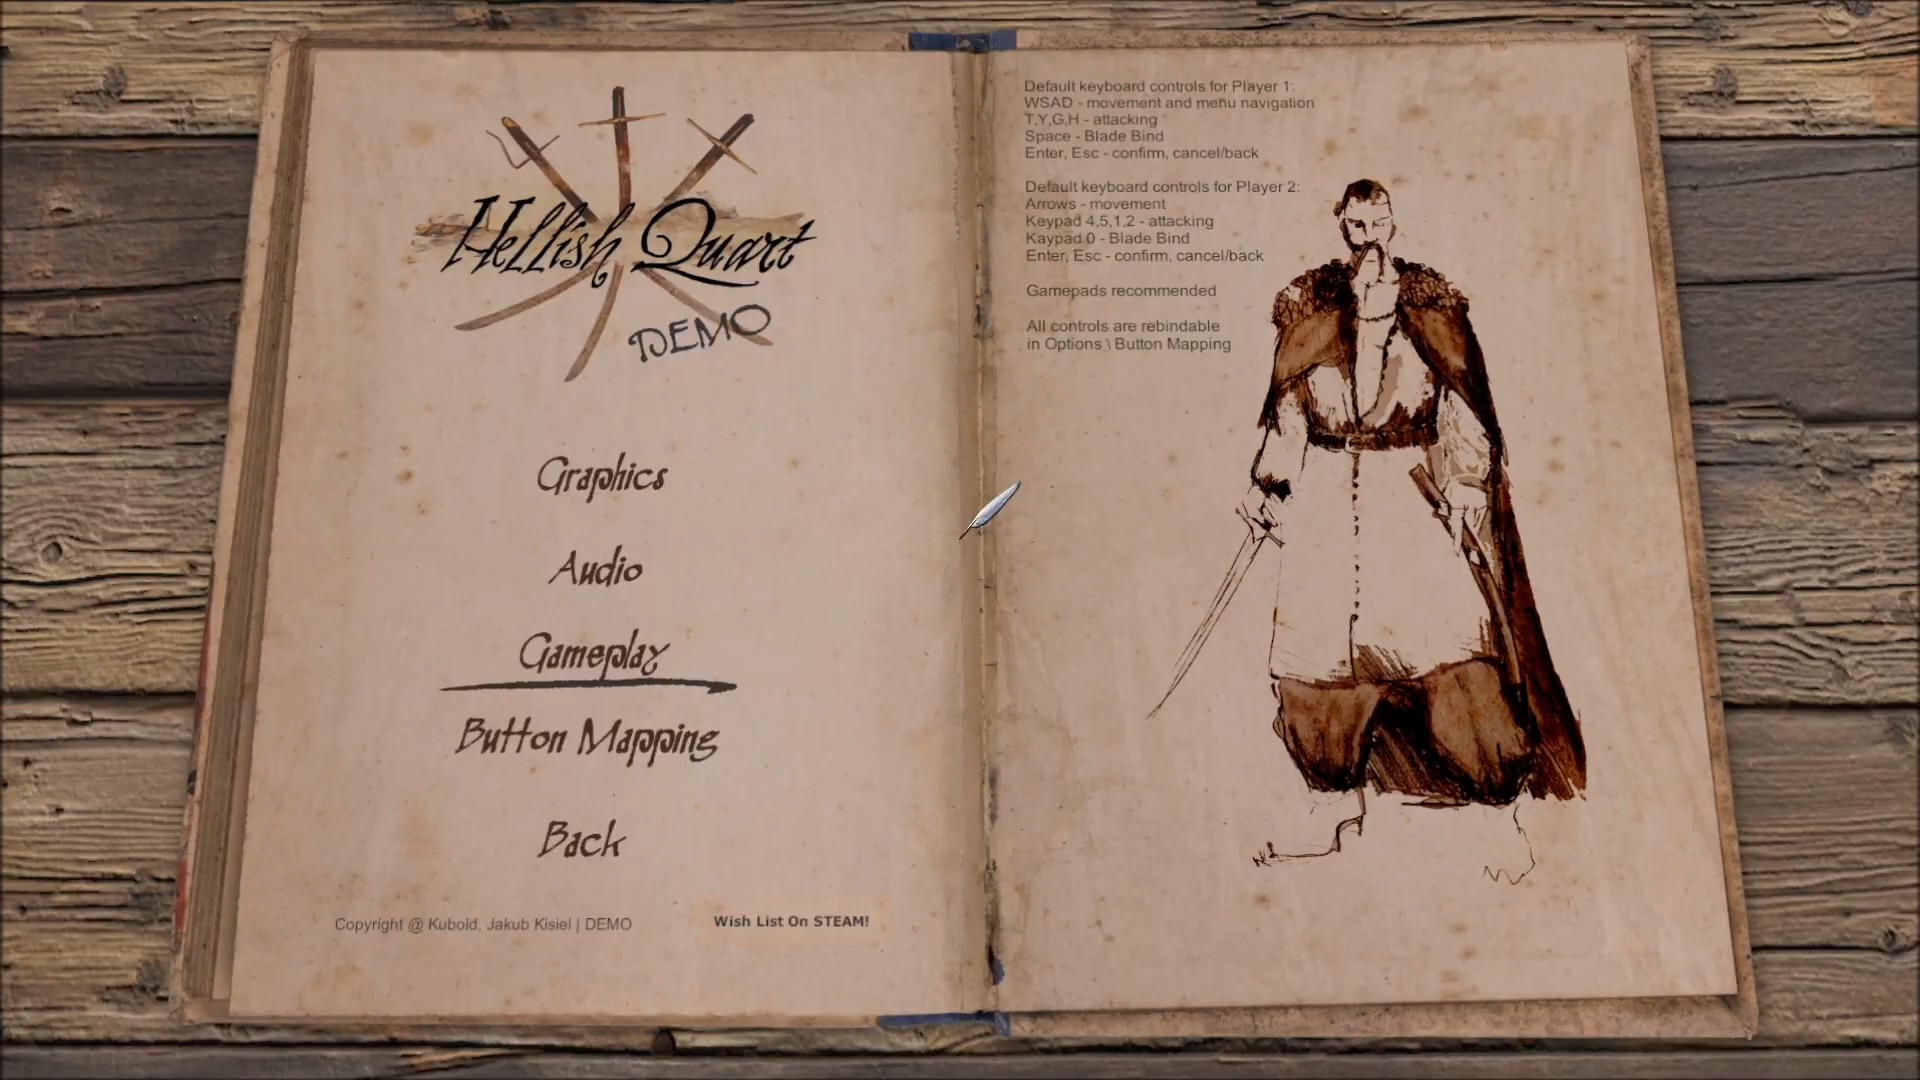 Hellish Quart
DEMO
Graphics
Audio
Gameplay
Button Mapping
Back
Copyright @ Kubold, Jakub Kisiel | DEMO
Wish List On STEAM!
Default keyboard controls for Player 1:
WSAD - movement and menu navigation
T,Y,G,H - attacking
Space - Blade Bind
Enter, Esc - confirm, cancel/back
Default keyboard controls for Player 2:
Arrows - movement
Keypad 4,5,1,2 - attacking
Kaypad 0 - Blade Bind
Enter, Esc - confirm, cancel/back
Gamepads recommended
All controls are rebindable
in Options \ Button Mapping